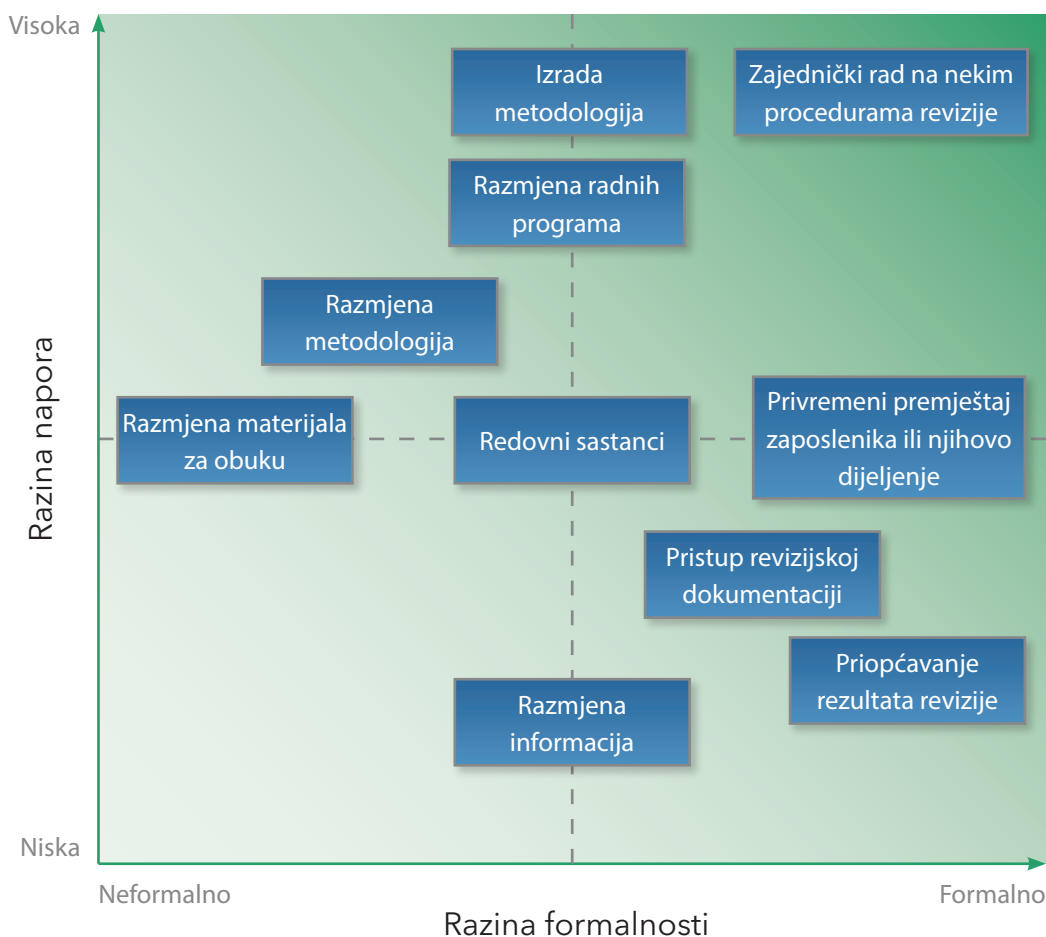 Visoka
Izrada
metodologija
Zajednički rad na nekim
procedurama revizije
Razmjena radnih
programa
Razmjena
metodologija
Razina napora
Razmjena materijala
za obuku
Redovni sastanci
Privremeni premještaj
zaposlenika ili njihovo
dijeljenje
Pristup revizijskoj
dokumentaciji
Priopćavanje
rezultata revizije
Razmjena
informacija
Niska
Neformalno
Formalno
Razina formalnosti